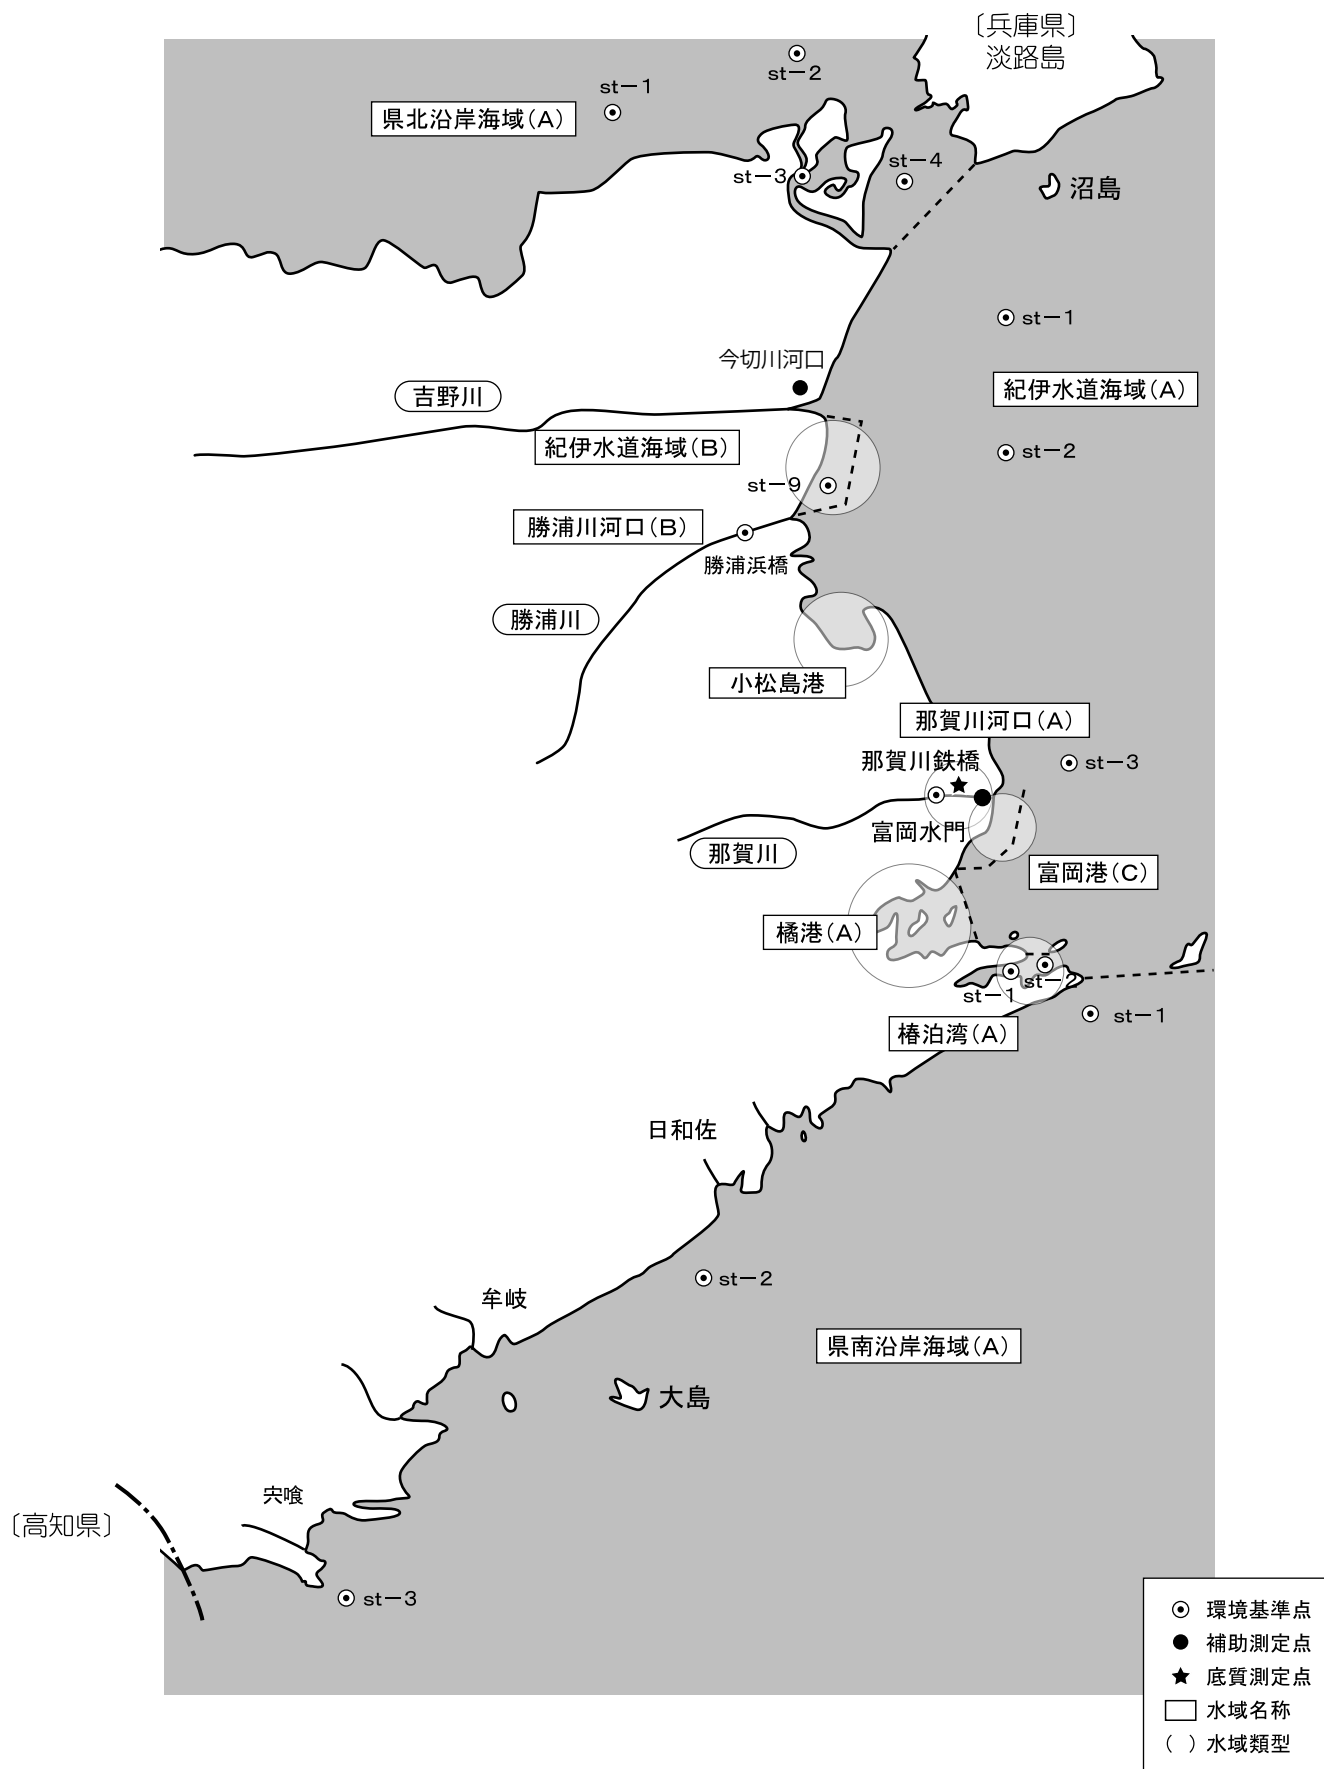 〔兵庫県〕
淡路島
st－2
st－1
県北沿岸海域(A)
st－4
st－3
沼島
st－1
今切川河口
紀伊水道海域(A)
吉野川
紀伊水道海域(B)
st－2
st－9
勝浦川河口(B)
勝浦浜橋
勝浦川
小松島港
那賀川河口(A)
那賀川鉄橋
st－3
富岡水門
那賀川
富岡港(C)
橘港(A)
st－2
st－1
st－1
椿泊湾(A)
日和佐
st－2
牟岐
県南沿岸海域(A)
大島
宍喰
〔高知県〕
st－3
環境基準点
補助測定点
底質測定点
水域名称
( ) 水域類型